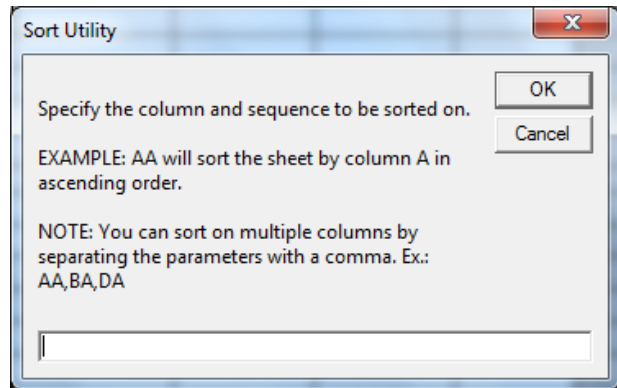 Sort Utility
OK
Specify the column and sequence to be sorted on.
Cancel
EXAMPLE: AA will sort the sheet by column A in
ascending order.
NOTE: You can sort on multiple columns by
separating the parameters with a comma. Ex.:
AA,BA,DA